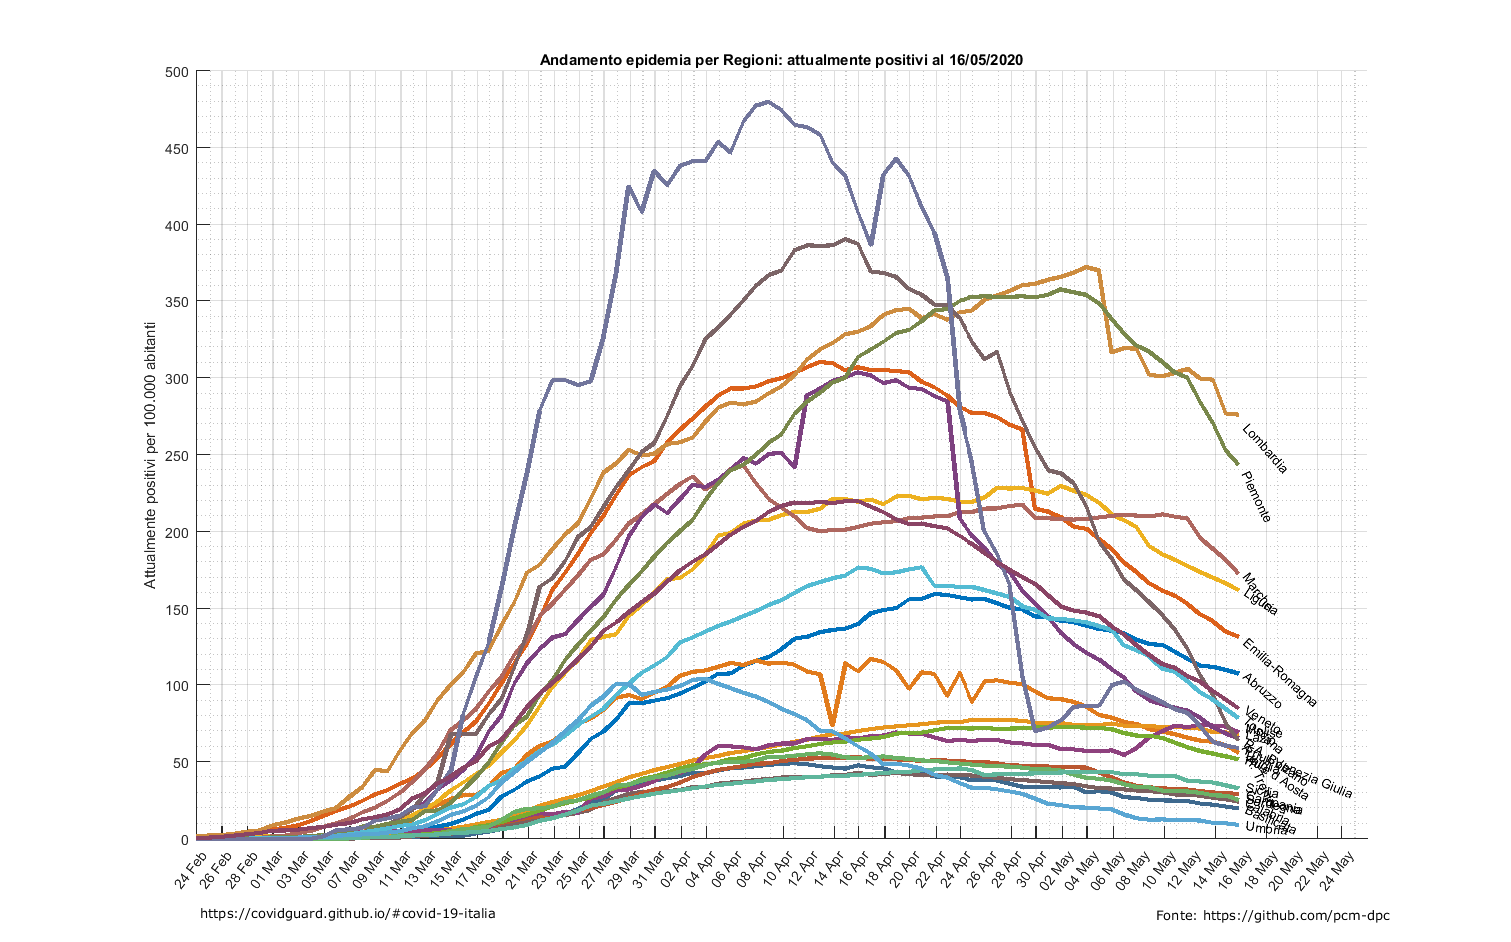 Andamento epidemia per Regioni: attualmente positivi al 16/05/2020
Attualmente positivi per 100.000 abitanti
500
450
400
350
300
250
200
150
100
50
0
Lombardia
Piemonte
Marche
Liguria
Emilia-Romagna
Abruzzo
Veneto
Umbria
24 Feb
26 Feb
28 Feb
01 Mar
03 Mar
05 Mar
07 Mar
09 Mar
11 Mar
13 Mar
15 Mar
17 Mar
19 Mar
21 Mar
23 Mar
25 Mar
27 Mar
29 Mar
31 Mar
02 Apr
04 Apr
06 Apr
08 Apr
10 Apr
12 Apr
14 Apr
16 Apr
18 Apr
20 Apr
22 Apr
24 Apr
26 Apr
28 Apr
30 Apr
02 May
04 May
06 May
08 May
10 May
12 May
14 May
16 May
18 May
20 May
22 May
24 May
https://covidguard.github.io/#covid-19-italia
Fonte: https://github.com/pcm-dpc